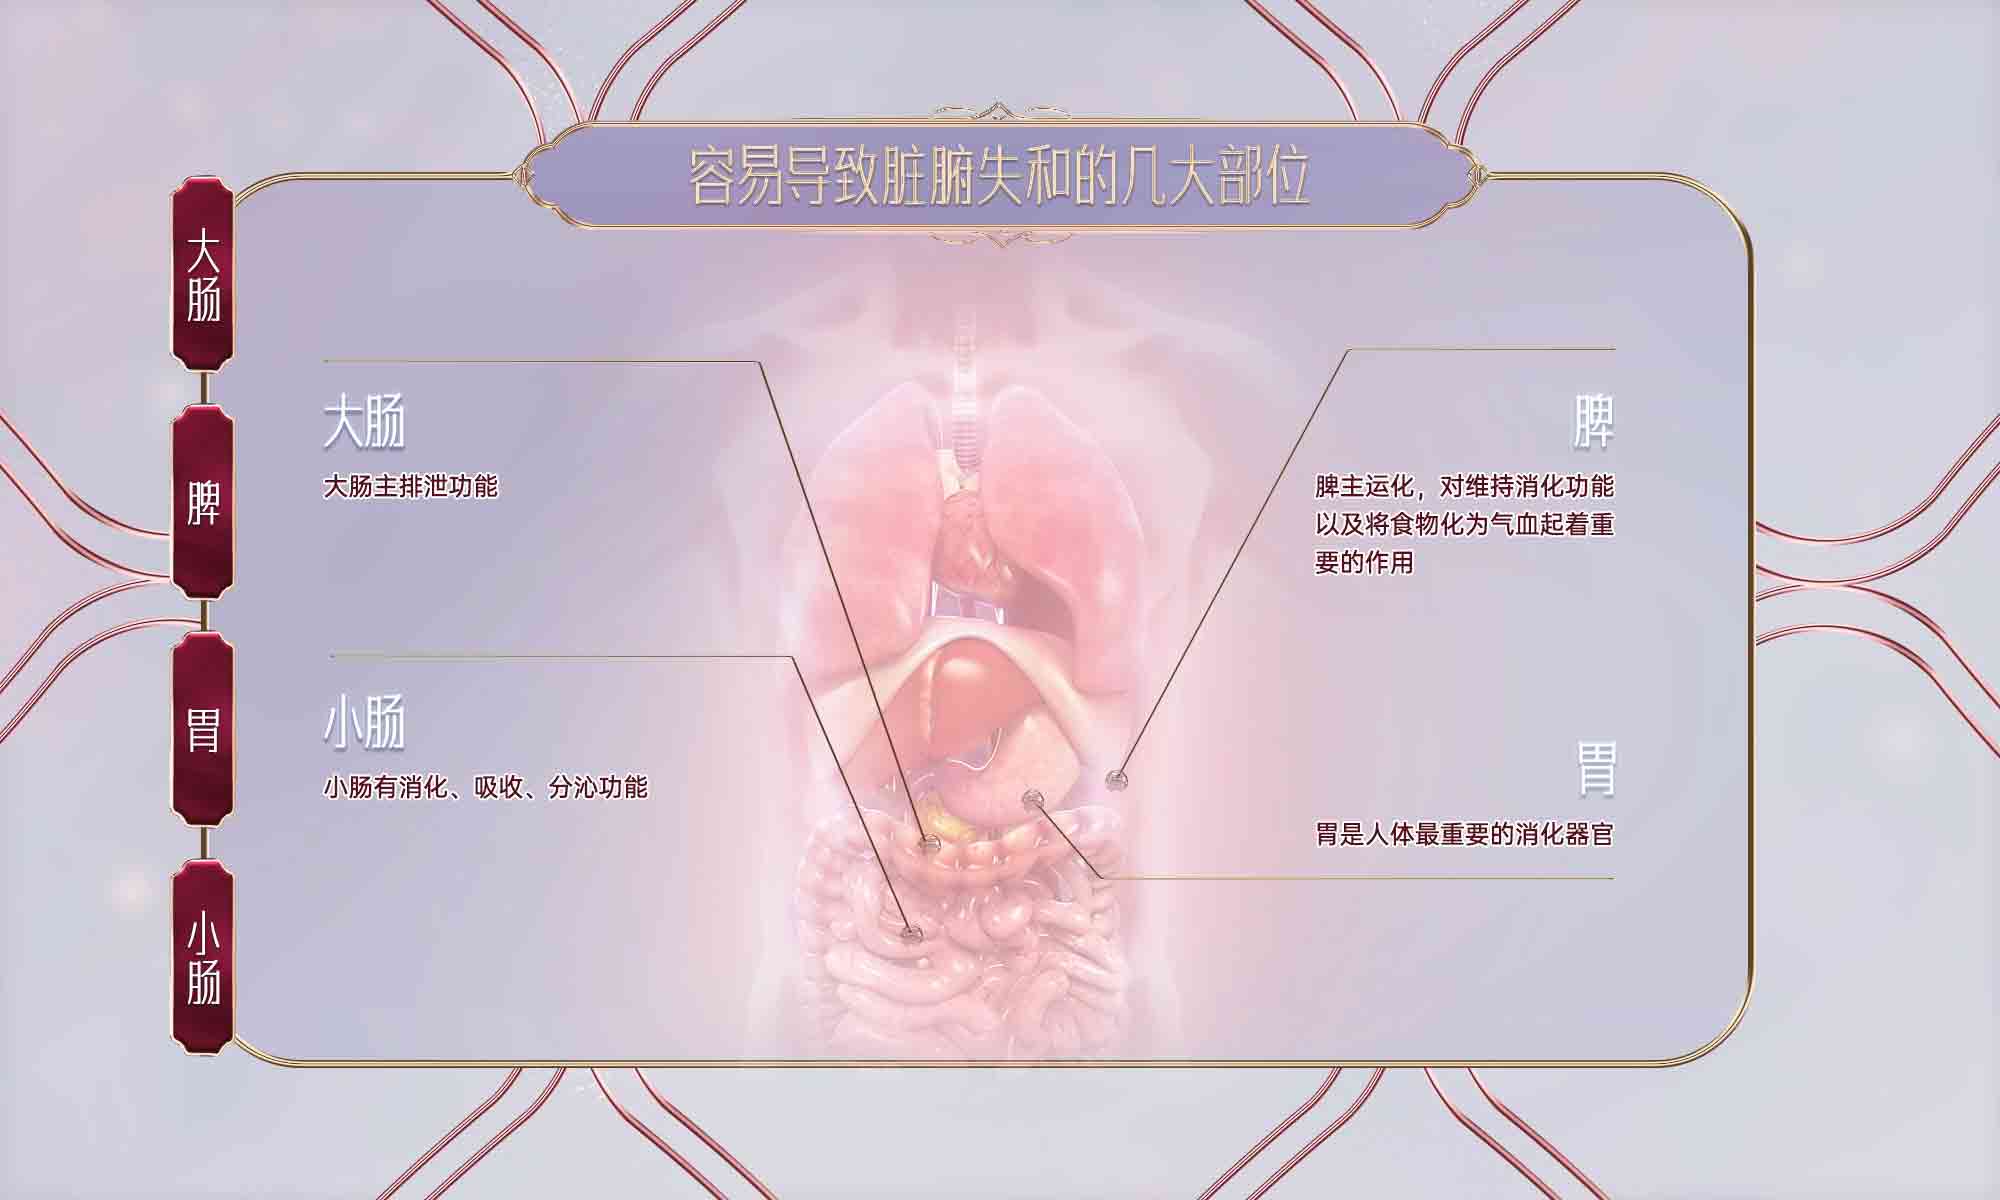 容易导致脏腑失和的几大部位
大肠
脾
胃
小肠
大肠
大肠主排泄功能
小肠
小肠有消化、吸收、分沁功能
脾
脾主运化，对维持消化功能
以及将食物化为气血起着重
要的作用
胃
胃是人体最重要的消化器官